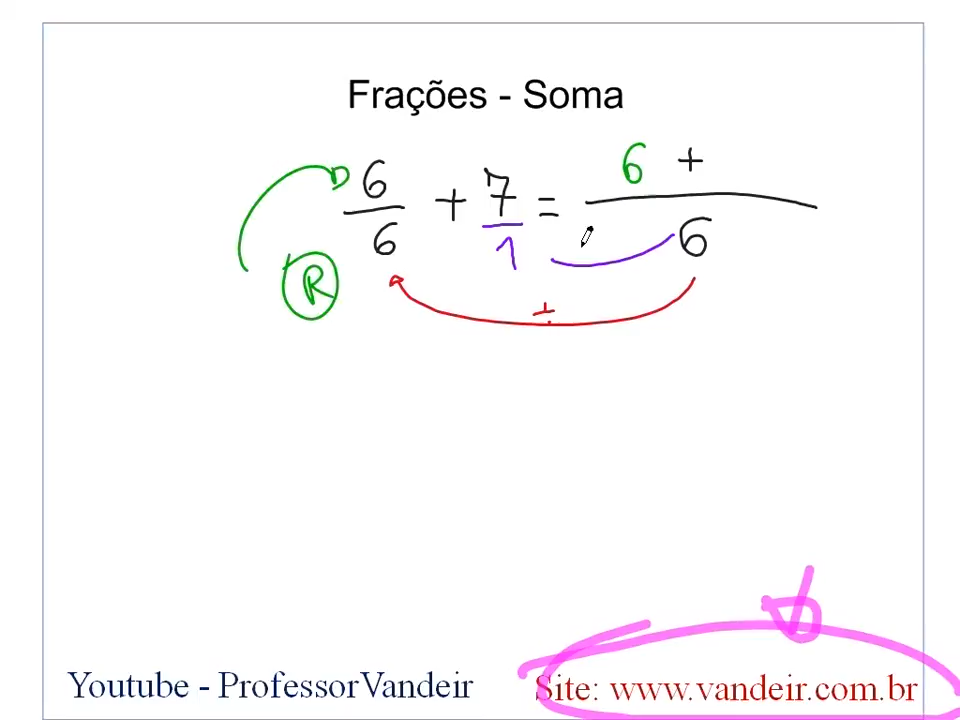 Frações - Soma
6/6 + 7/1 = 6 +/6
R
÷
Youtube - ProfessorVandeir
Site: www.vandeir.com.br